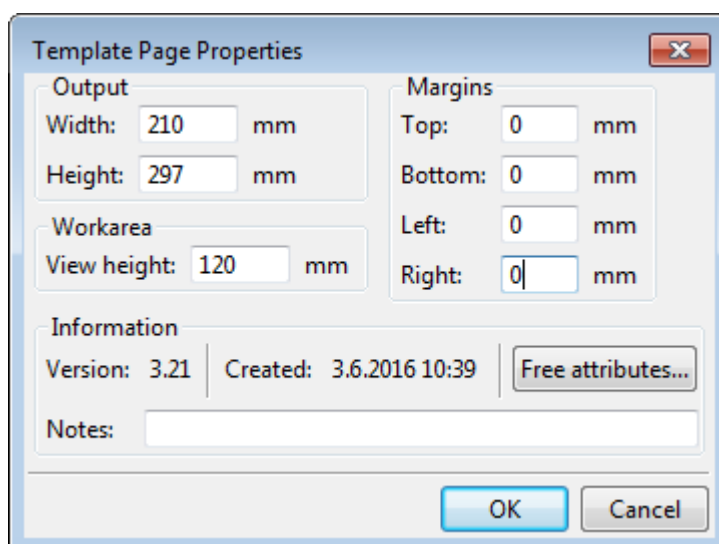 Template Page Properties
Output
Width: 210 mm
Height: 297 mm
Workarea
View height: 120 mm
Margins
Top: 0 mm
Bottom: 0 mm
Left: 0 mm
Right: 0 mm
Information
Version: 3.21 Created: 3.6.2016 10:39 Free attributes...
Notes:
OK Cancel